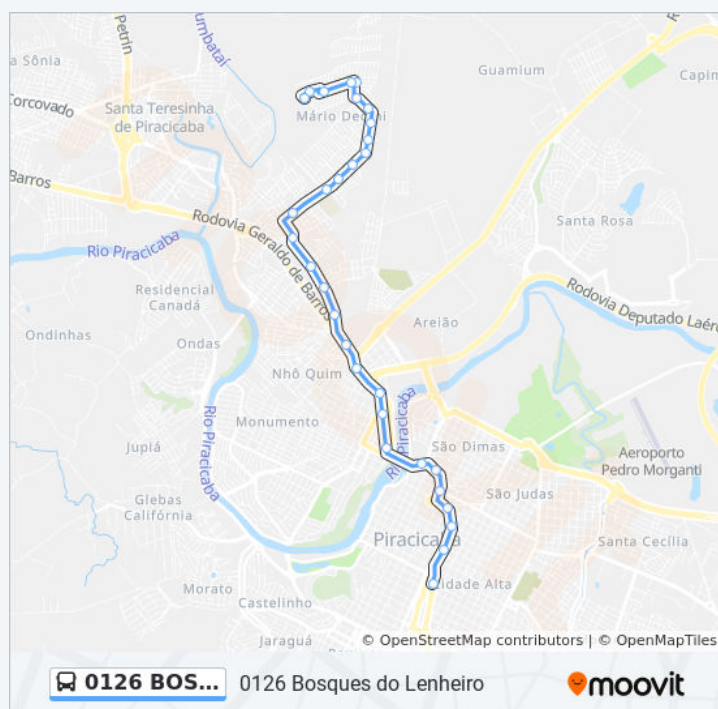 Petrin
umbataí
a Sônia
Guamium
Capim
Corcovado
Santa Teresinha
de Piracicaba
Mário Dedini
Barros
Rodovia Geraldo de Barros
Rio Piracicaba
Santa Rosa
Residencial
Canadá
Rodovia Deputado Laér
Ondinhas
Ondas
Areião
Nhô Quim
Rio Piracicaba
Rio Piracicaba
Monumento
Jupiá
São Dimas
Aeroporto
Pedro Morganti
Glebas
Califórnia
São Judas
Piracicaba
Santa Cecília
Morato
Cidade Alta
Castelinho
Jaraguá
© OpenStreetMap contributors | © OpenMapTiles
0126 BOS...
0126 Bosques do Lenheiro
moovit